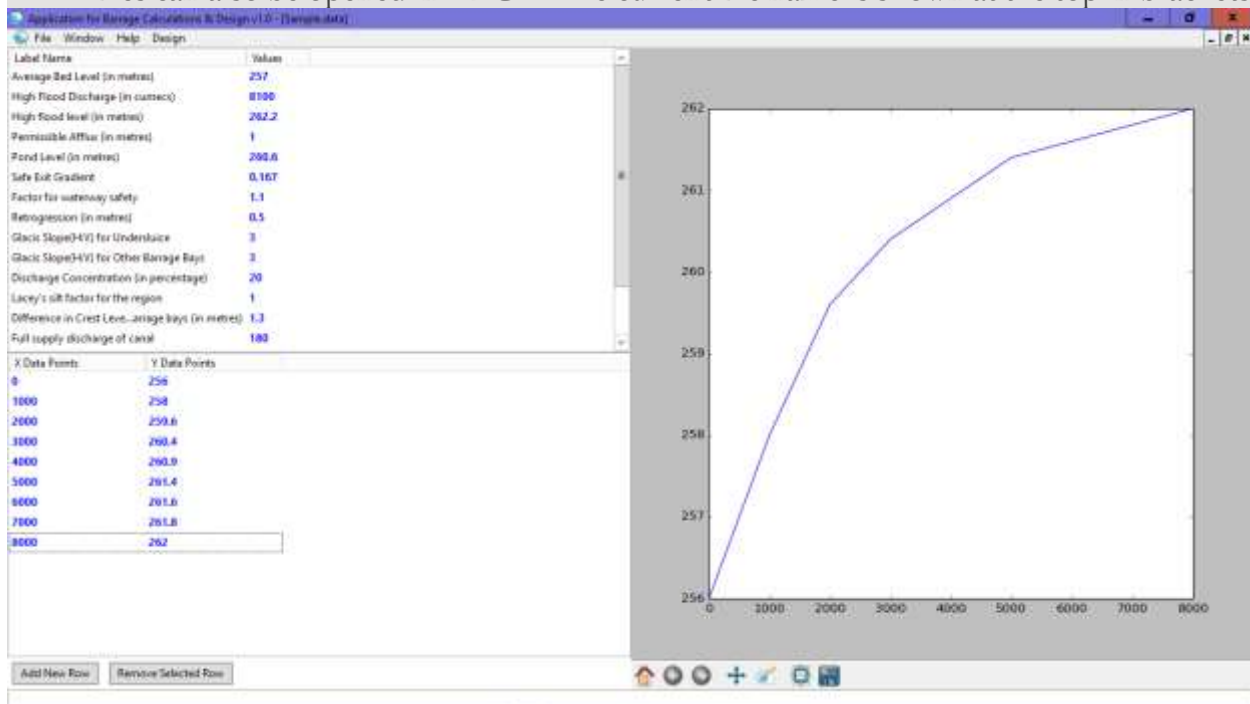 Application for Barrage Calculations & Design v1.0 - [Sample.data]
File Window Help Design
Label Name Values
Average Bed Level (in metres) 257
High Flood Discharge (in cumecs) 8100
High flood level (in metres) 262.2
Permissible Afflux (in metres) 1
Pond Level (in metres) 260.6
Safe Exit Gradient 0.167
Factor for waterway safety 1.1
Retrogression (in metres) 0.5
Glacis Slope(H:V) for Undersluice 3
Glacis Slope(H:V) for Other Barrage Bays 3
Discharge Concentration (in percentage) 20
Lacey's silt factor for the region 1
Difference in Crest Leve...arrage bays (in metres) 1.3
Full supply discharge of canal 180
X Data Points Y Data Points
0 256
1000 258
2000 259.6
3000 260.4
4000 260.9
5000 261.4
6000 261.6
7000 261.8
8000 262
Add New Row Remove Selected Row
262
261
260
259
258
257
256
0 1000 2000 3000 4000 5000 6000 7000 8000